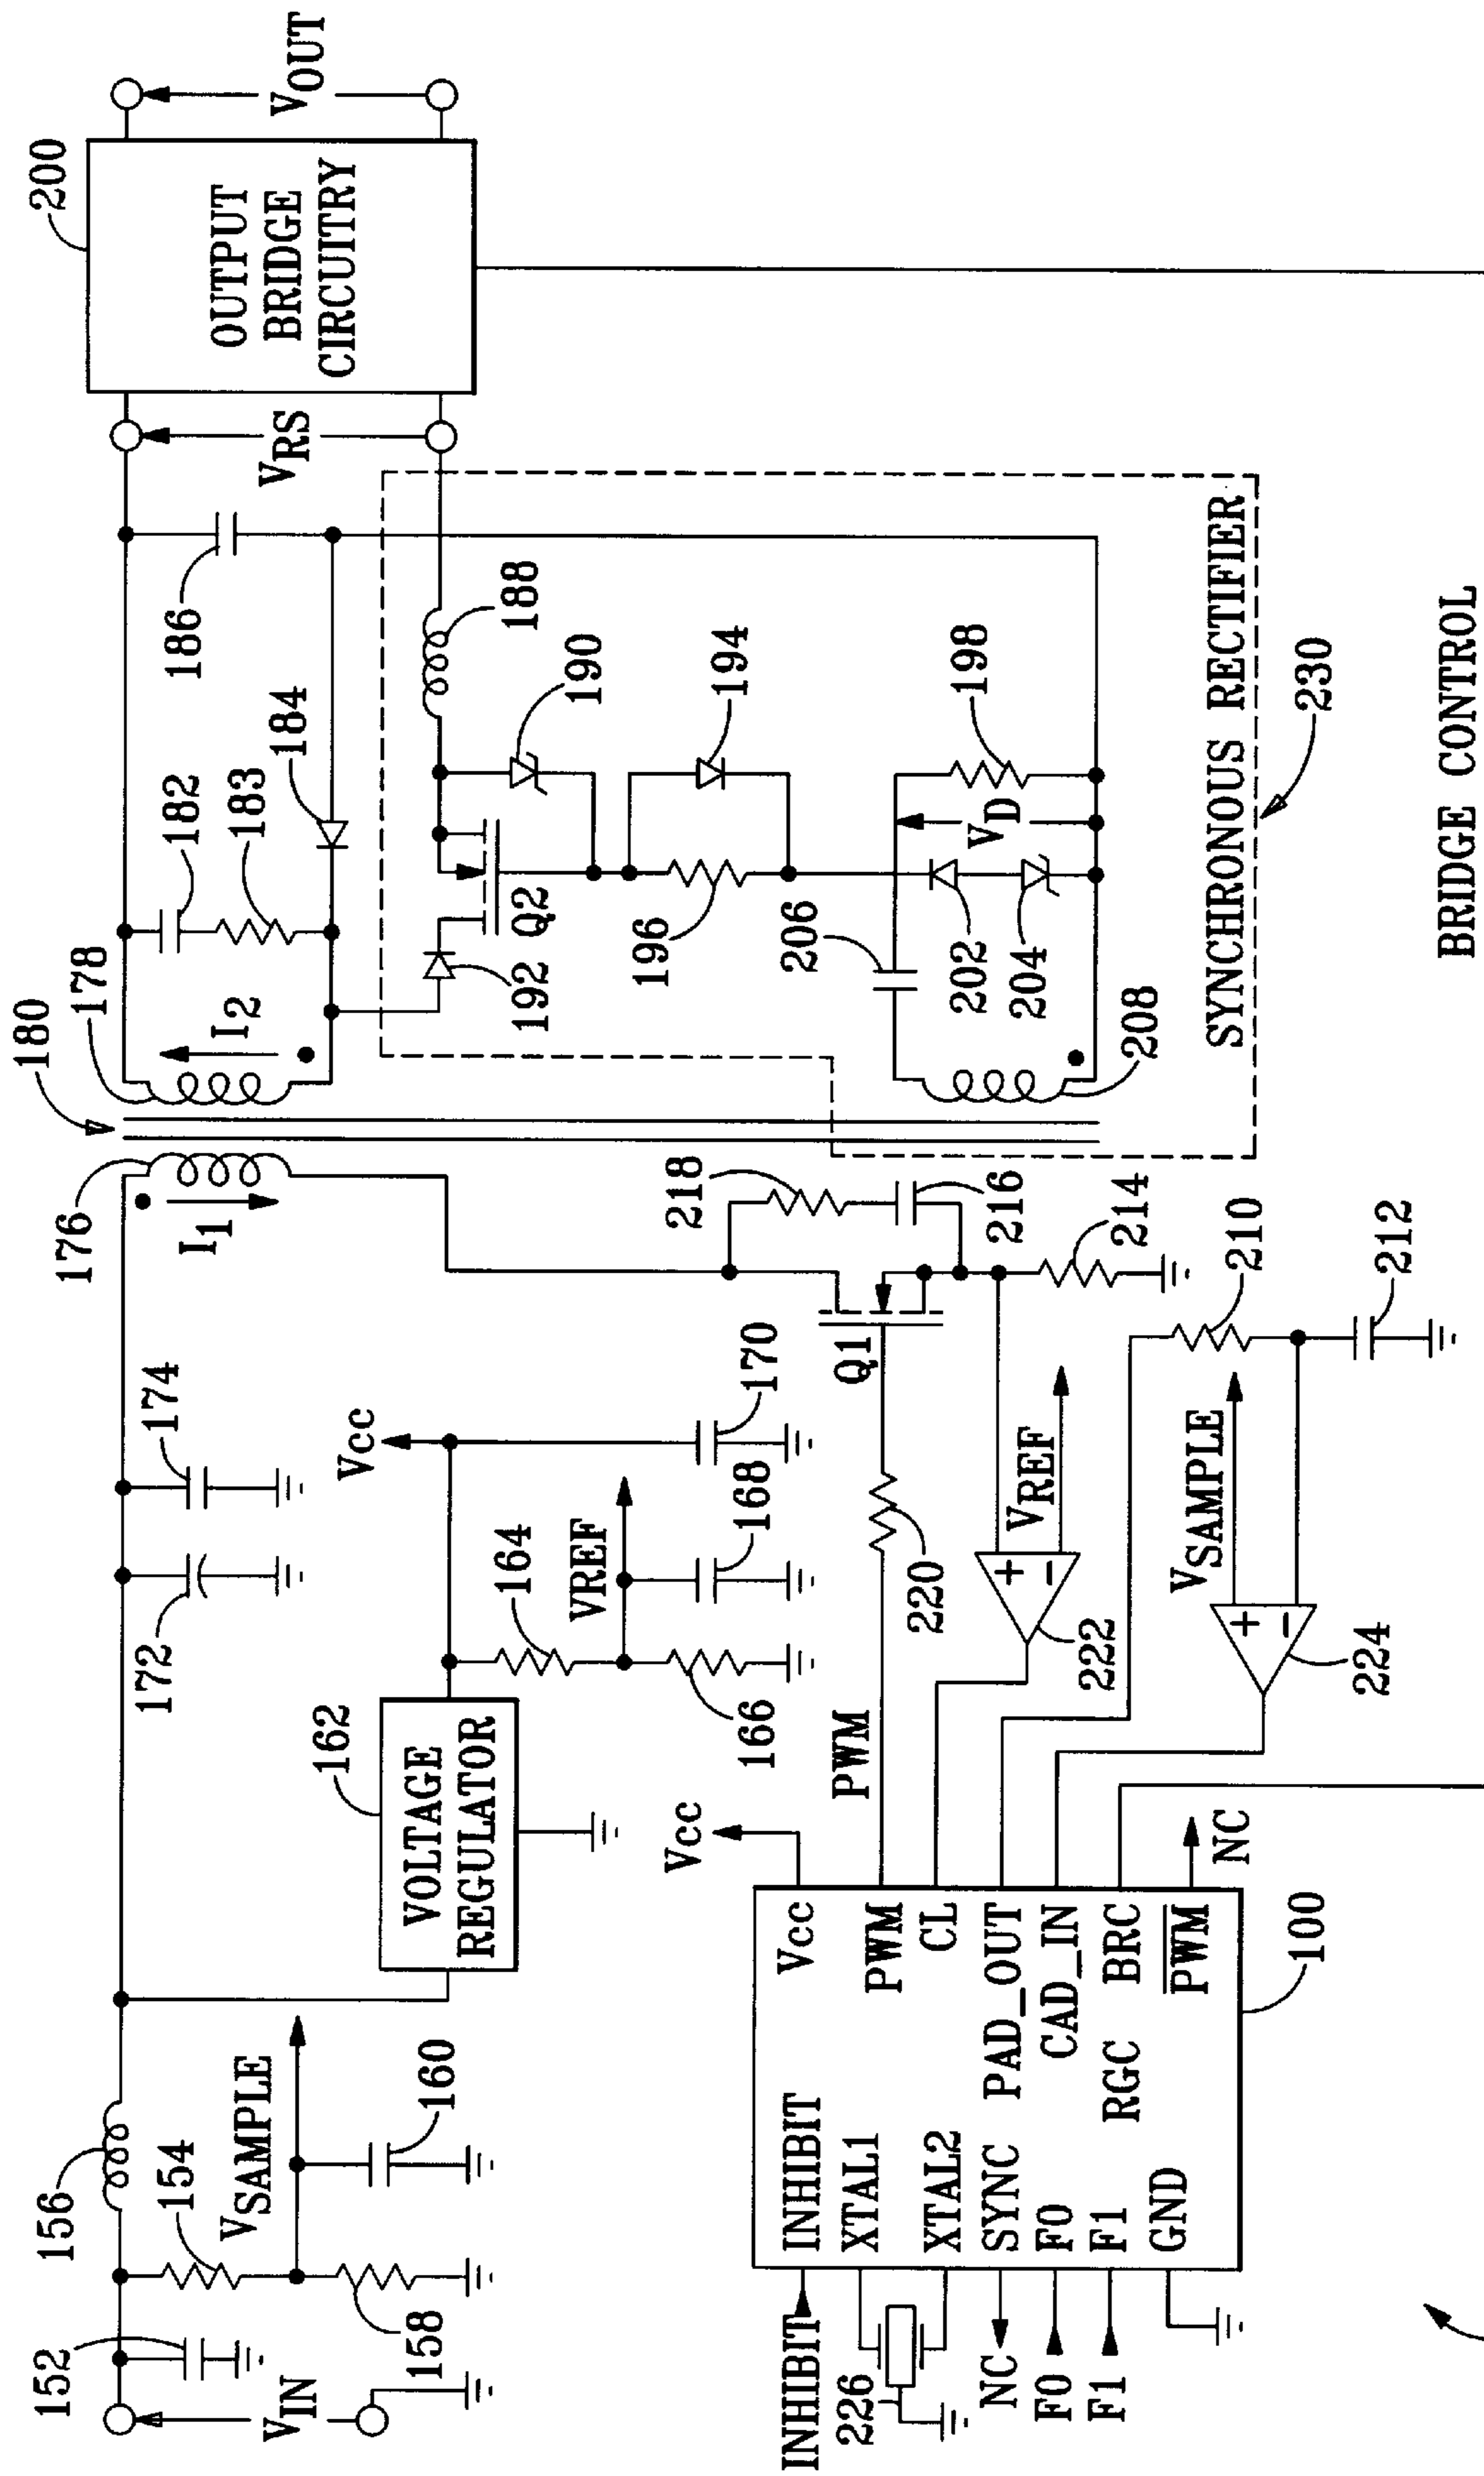 180
178
176
I1
I2
182
183
184
186
VRS
200
OUTPUT
BRIDGE
CIRCUITRY
VOUT
156
152
VIN
154
158
VSAMPLE
160
162
VOLTAGE
REGULATOR
172
174
Vcc
164
VREF
166
168
170
188
190
192
Q2
194
196
206
202
204
VD
198
208
SYNCHRONOUS RECTIFIER
230
218
216
214
Q1
220
PWM
222
+
−
VREF
210
212
VSAMPLE
224
+
−
Vcc
INHIBIT
226
NC
F0
F1
INHIBIT
XTAL1
XTAL2
SYNC
F0
F1
GND
Vcc
PWM
CL
PAD_OUT
CAD_IN
RGC BRC
PWM
NC
100
BRIDGE CONTROL